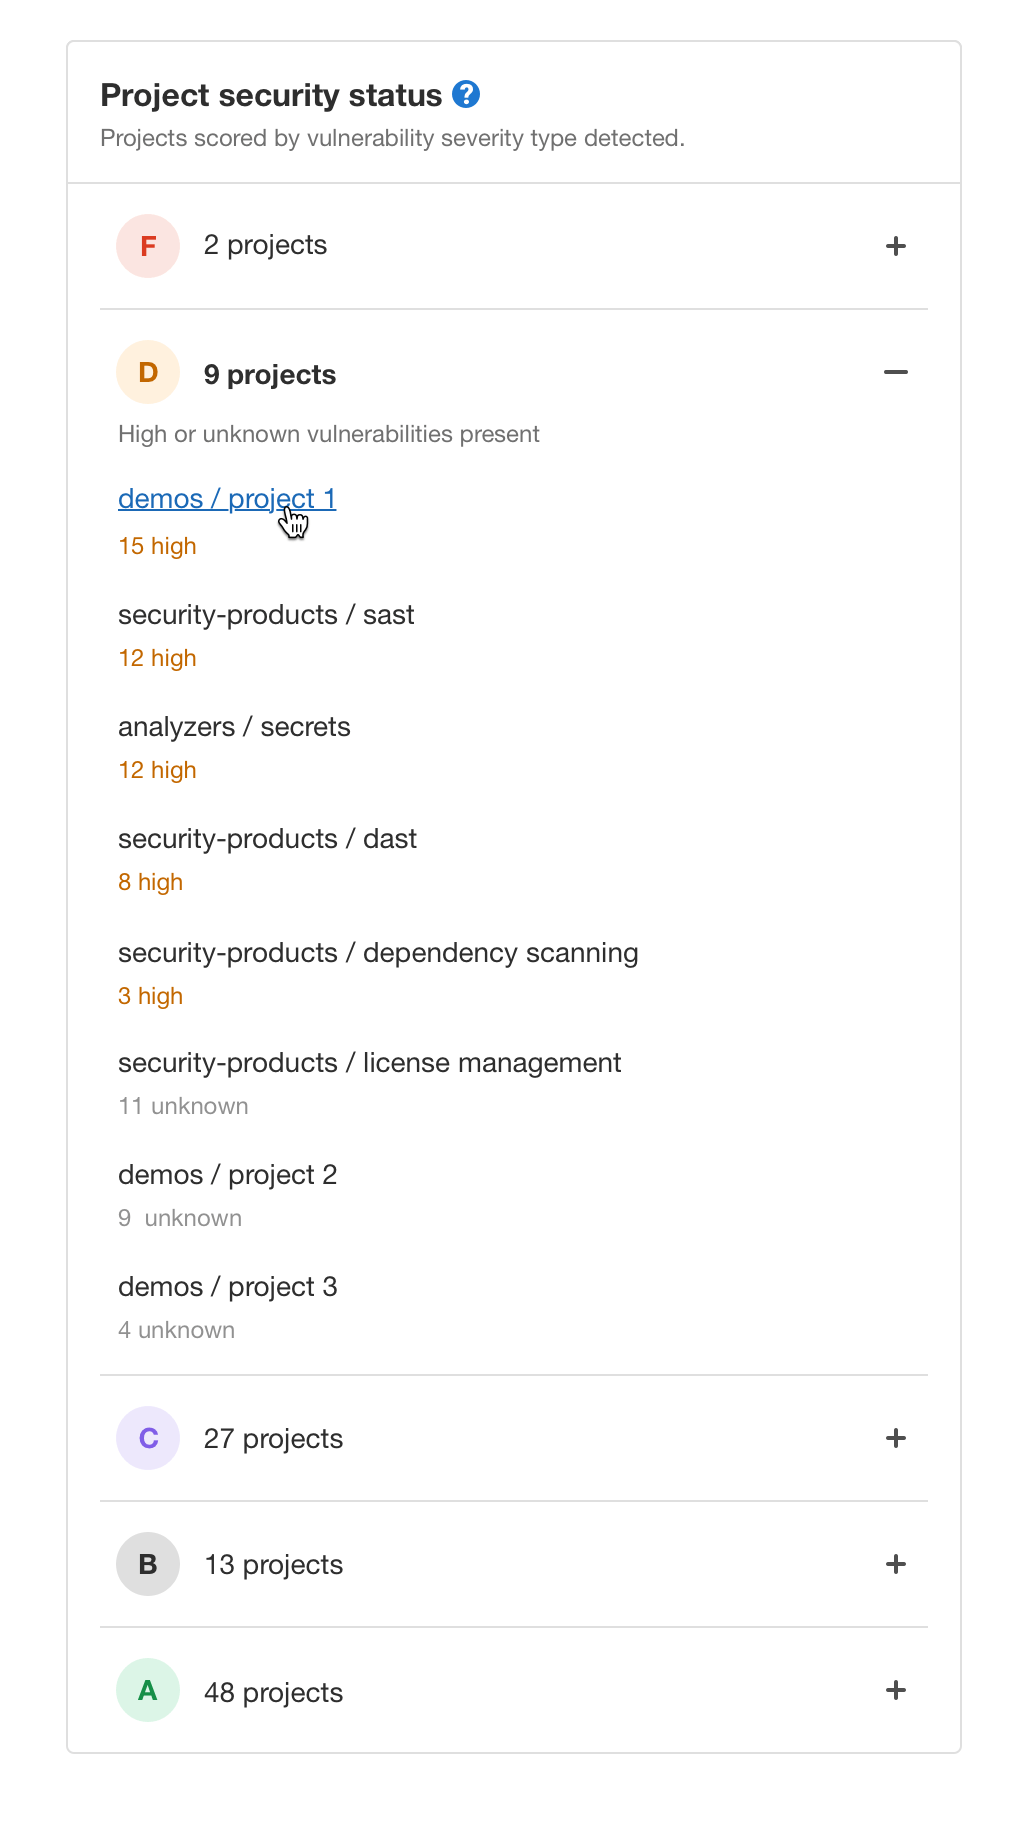 Project security status ?
Projects scored by vulnerability severity type detected.
F 2 projects +
D 9 projects −
High or unknown vulnerabilities present
demos / project 1
15 high
security-products / sast
12 high
analyzers / secrets
12 high
security-products / dast
8 high
security-products / dependency scanning
3 high
security-products / license management
11 unknown
demos / project 2
9  unknown
demos / project 3
4 unknown
C 27 projects +
B 13 projects +
A 48 projects +